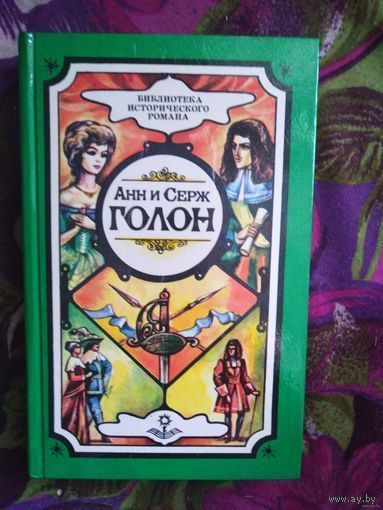 БИБЛИОТЕКА
ИСТОРИЧЕСКОГО
РОМАНА
АНН И СЕРЖ
ГОЛОН
www.ay.by